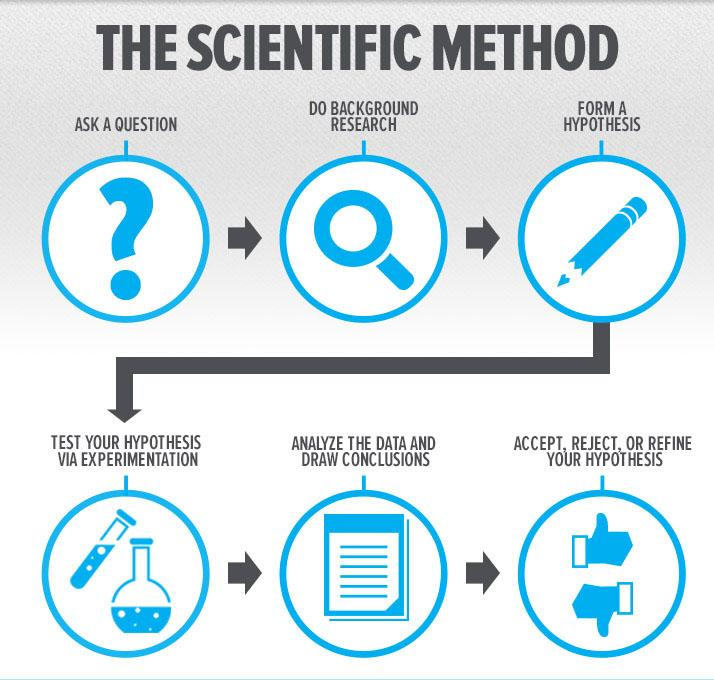 THE SCIENTIFIC METHOD
ASK A QUESTION
DO BACKGROUND
RESEARCH
FORM A
HYPOTHESIS
TEST YOUR HYPOTHESIS
VIA EXPERIMENTATION
ANALYZE THE DATA AND
DRAW CONCLUSIONS
ACCEPT, REJECT, OR REFINE
YOUR HYPOTHESIS